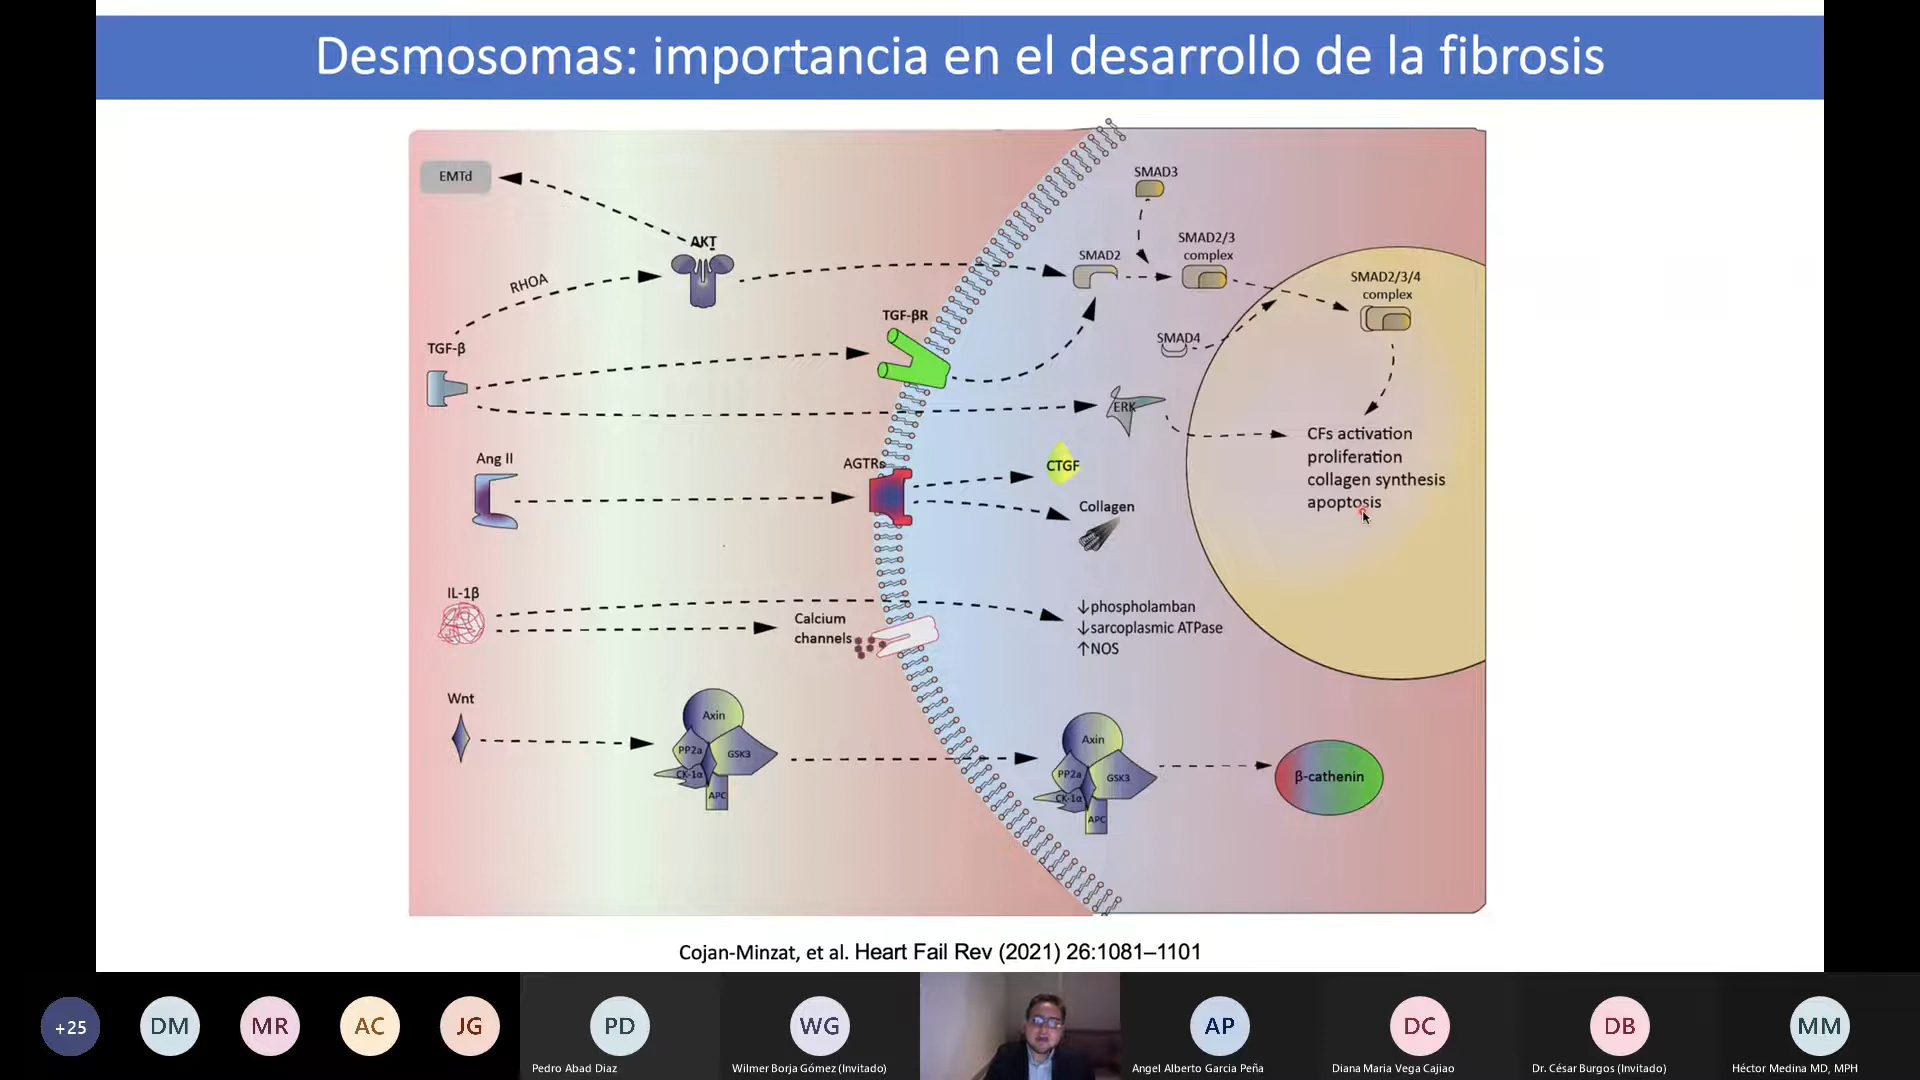 Desmosomas: importancia en el desarrollo de la fibrosis
EMTd
AKT
RHOA
TGF-β
TGF-βR
SMAD3
SMAD2
SMAD2/3
complex
SMAD2/3/4
complex
SMAD4
ERK
CFs activation
proliferation
collagen synthesis
apoptosis
Ang II
AGTRs
CTGF
Collagen
IL-1β
Calcium
channels
↓phospholamban
↓sarcoplasmic ATPase
↑NOS
Wnt
Axin
PP2a
GSK3
CK-1α
APC
Axin
PP2a
GSK3
CK-1α
APC
β-cathenin
Cojan-Minzat, et al. Heart Fail Rev (2021) 26:1081–1101
+25
DM
MR
AC
JG
PD
Pedro Abad Diaz
WG
Wilmer Borja Gómez (Invitado)
AP
Angel Alberto Garcia Peña
DC
Diana Maria Vega Cajiao
DB
Dr. César Burgos (Invitado)
MM
Héctor Medina MD, MPH